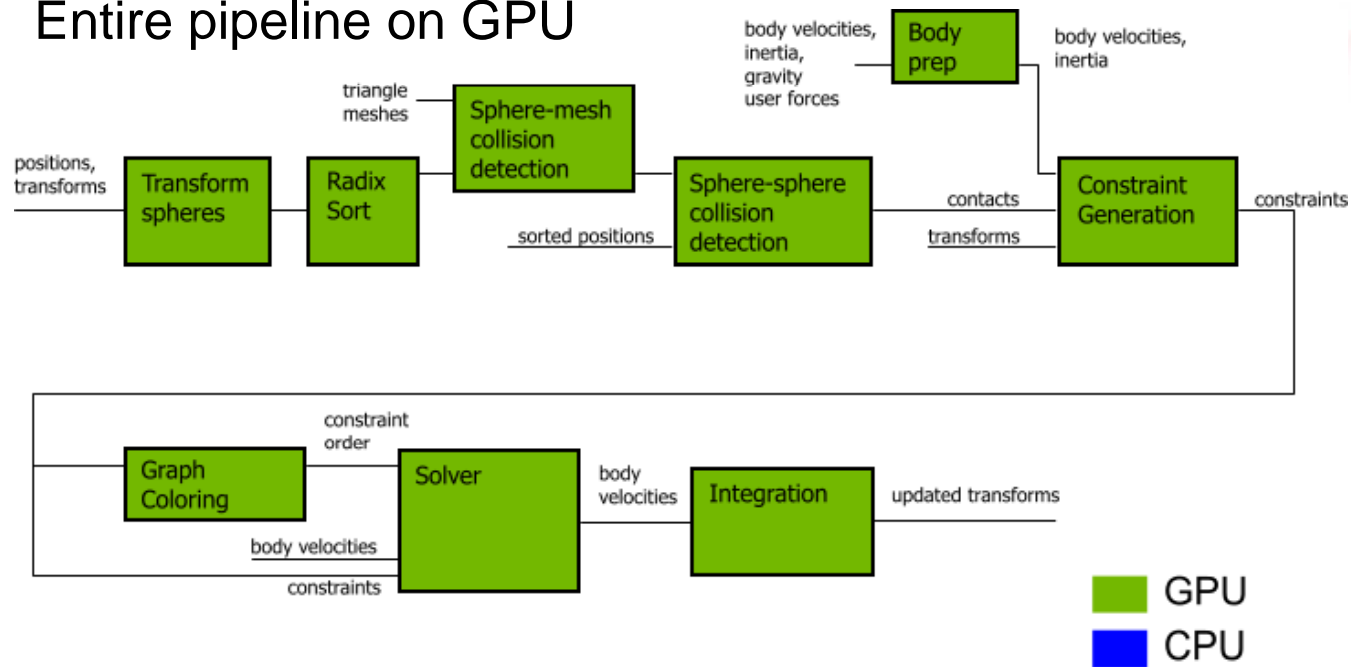 Entire pipeline on GPU
body velocities,
inertia,
gravity
user forces
Body
prep
body velocities,
inertia
triangle
meshes
Sphere-mesh
collision
detection
positions,
transforms
Transform
spheres
Radix
Sort
sorted positions
Sphere-sphere
collision
detection
contacts
transforms
Constraint
Generation
constraints
Graph
Coloring
constraint
order
body velocities
constraints
Solver
body
velocities
Integration
updated transforms
GPU
CPU